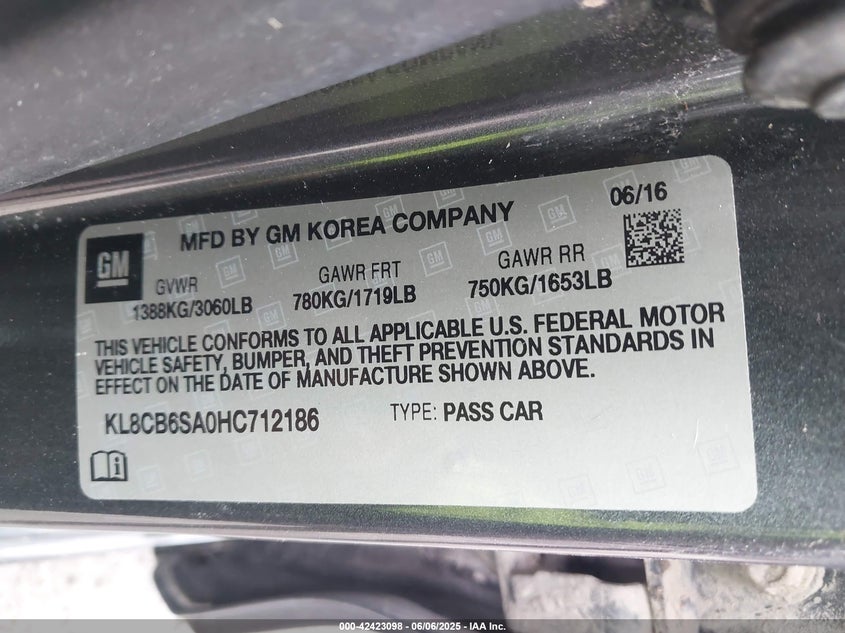 06/16
MFD BY GM KOREA COMPANY
GM
GVWR GAWR FRT GAWR RR
1388KG/3060LB 780KG/1719LB 750KG/1653LB
THIS VEHICLE CONFORMS TO ALL APPLICABLE U.S. FEDERAL MOTOR
VEHICLE SAFETY, BUMPER, AND THEFT PREVENTION STANDARDS IN
EFFECT ON THE DATE OF MANUFACTURE SHOWN ABOVE.
KL8CB6SA0HC712186 TYPE: PASS CAR
000-42423098 - 06/06/2025 - IAA Inc.